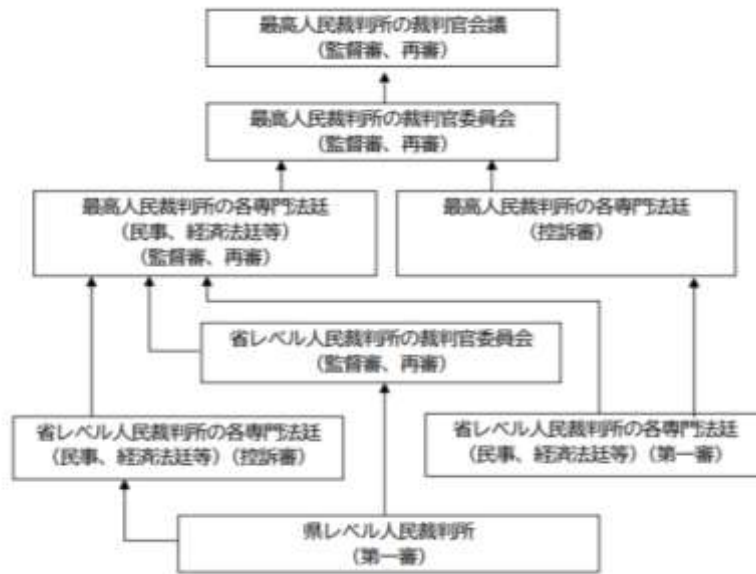 最高人民裁判所の裁判官会議
(監督審、再審)
最高人民裁判所の裁判官委員会
(監督審、再審)
最高人民裁判所の各専門法廷
(民事、経済法廷等)
(監督審、再審)
最高人民裁判所の各専門法廷
(控訴審)
省レベル人民裁判所の裁判官委員会
(監督審、再審)
省レベル人民裁判所の各専門法廷
(民事、経済法廷等)(控訴審)
省レベル人民裁判所の各専門法廷
(民事、経済法廷等)(第一審)
県レベル人民裁判所
(第一審)